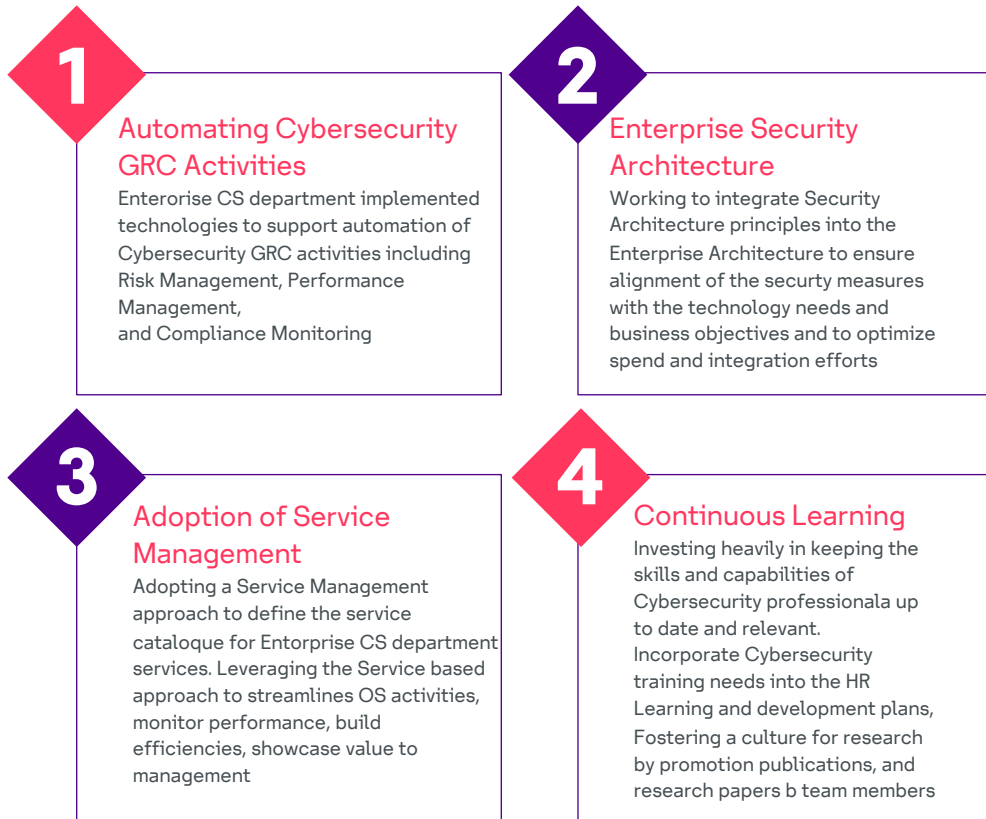 1
Automating Cybersecurity
GRC Activities
Enterorise CS department implemented
technologies to support automation of
Cybersecurity GRC activities including
Risk Management, Performance
Management,
and Compliance Monitoring
2
Enterprise Security
Architecture
Working to integrate Security
Architecture principles into the
Enterprise Architecture to ensure
alignment of the securty measures
with the technology needs and
business objectives and to optimize
spend and integration efforts
3
Adoption of Service
Management
Adopting a Service Management
approach to define the service
cataloque for Entorprise CS department
services. Leveraging the Service based
approach to streamlines OS activities,
monitor performance, build
efficiencies, showcase value to
management
4
Continuous Learning
Investing heavily in keeping the
skills and capabilities of
Cybersecurity professionala up
to date and relevant.
Incorporate Cybersecurity
training needs into the HR
Learning and development plans,
Fostering a culture for research
by promotion publications, and
research papers b team members